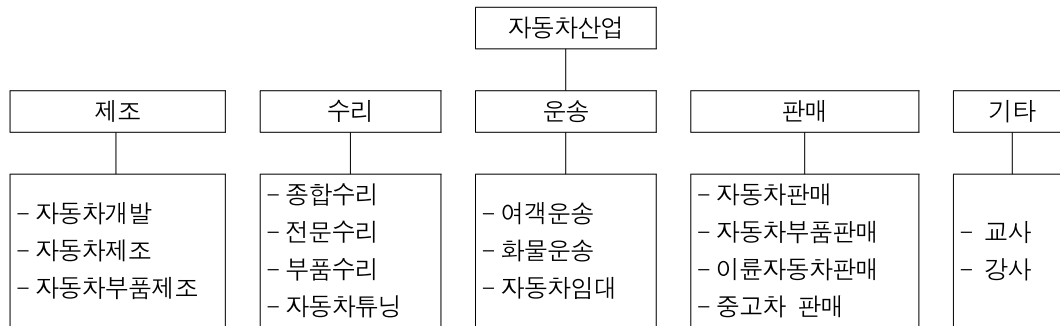 자동차산업
제조
수리
운송
판매
기타
– 자동차개발
– 자동차제조
– 자동차부품제조
– 종합수리
– 전문수리
– 부품수리
– 자동차튜닝
– 여객운송
– 화물운송
– 자동차임대
– 자동차판매
– 자동차부품판매
– 이륜자동차판매
– 중고차 판매
– 교사
– 강사